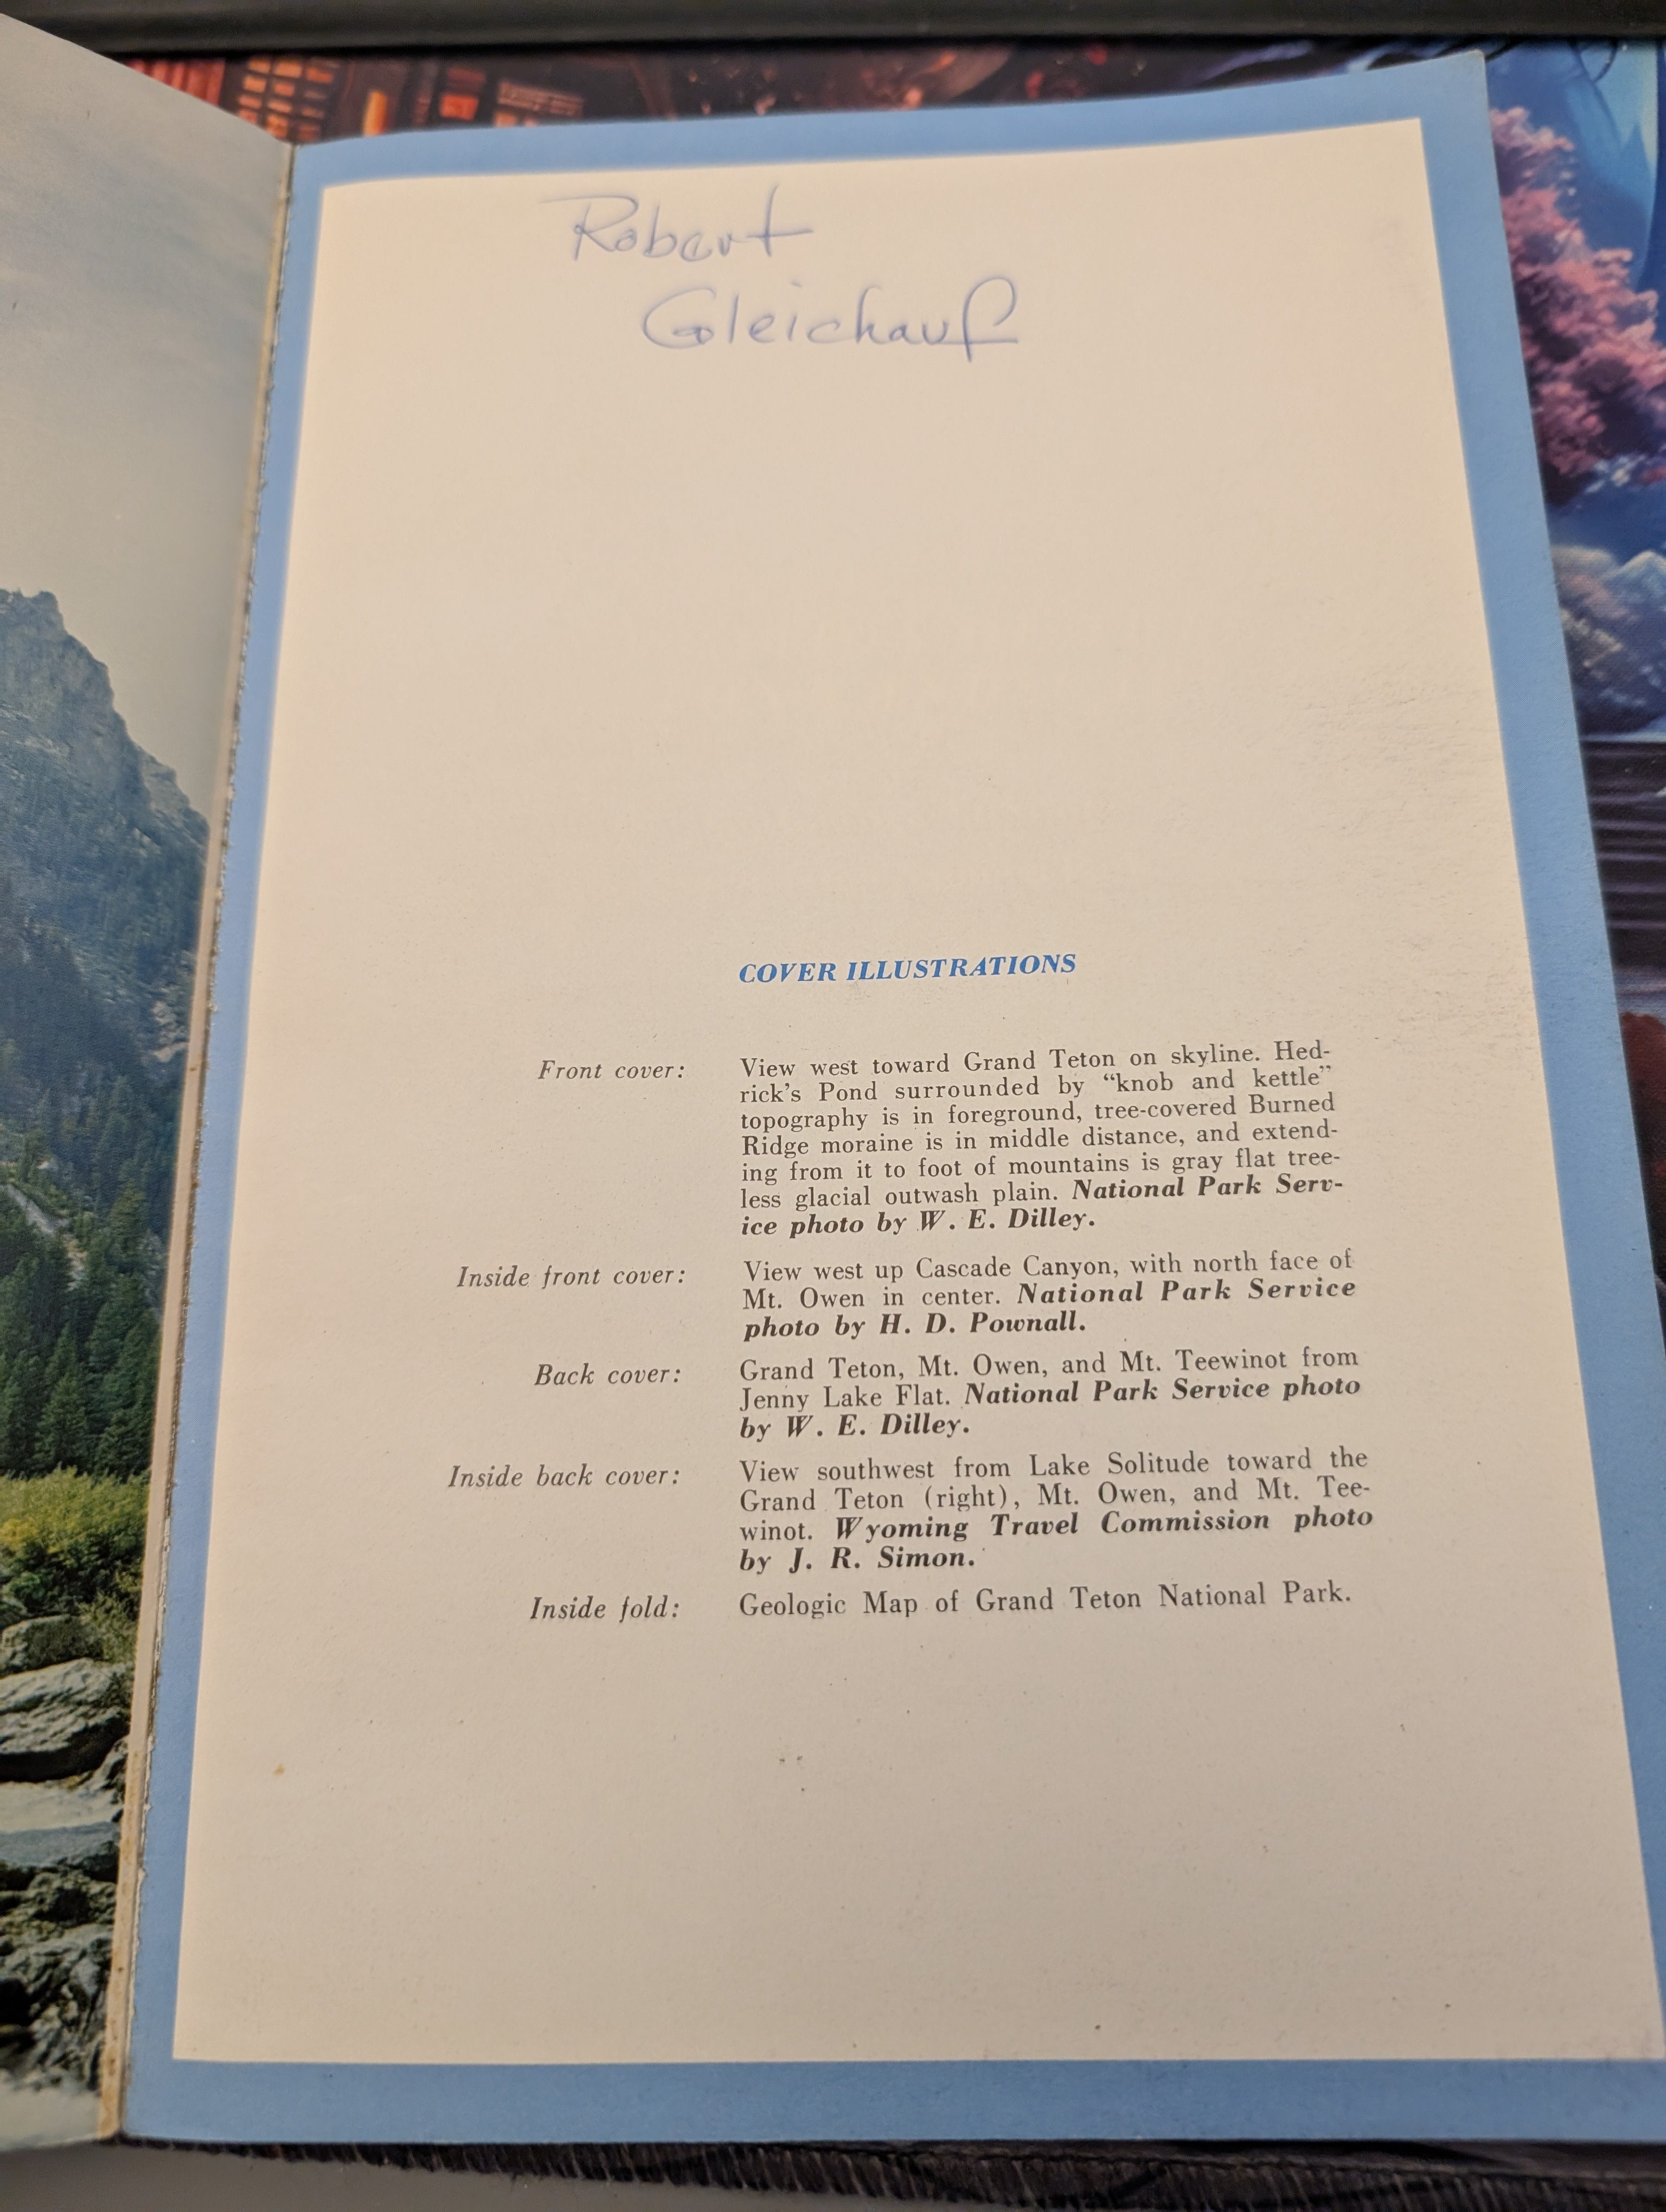 Robert
Gleichauf
COVER ILLUSTRATIONS
Front cover: View west toward Grand Teton on skyline. Hed-
rick's Pond surrounded by “knob and kettle”
topography is in foreground, tree-covered Burned
Ridge moraine is in middle distance, and extend-
ing from it to foot of mountains is gray flat tree-
less glacial outwash plain. National Park Serv-
ice photo by W. E. Dilley.
Inside front cover: View west up Cascade Canyon, with north face of
Mt. Owen in center. National Park Service
photo by H. D. Pownall.
Back cover: Grand Teton, Mt. Owen, and Mt. Teewinot from
Jenny Lake Flat. National Park Service photo
by W. E. Dilley.
Inside back cover: View southwest from Lake Solitude toward the
Grand Teton (right), Mt. Owen, and Mt. Tee-
winot. Wyoming Travel Commission photo
by J. R. Simon.
Inside fold: Geologic Map of Grand Teton National Park.